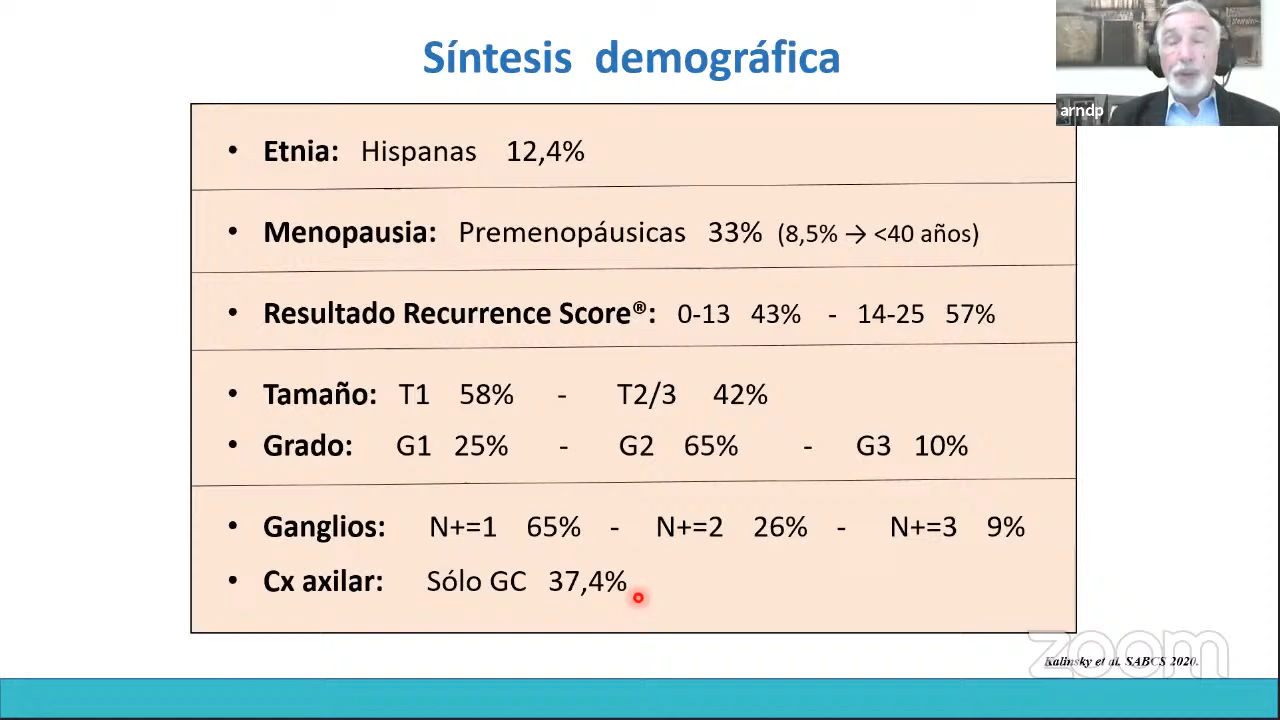 Síntesis demográfica
arndp
• Etnia: Hispanas 12,4%
• Menopausia: Premenopáusicas 33% (8,5% → <40 años)
• Resultado Recurrence Score®: 0-13 43% - 14-25 57%
• Tamaño: T1 58% - T2/3 42%
• Grado: G1 25% - G2 65% - G3 10%
• Ganglios: N+=1 65% - N+=2 26% - N+=3 9%
• Cx axilar: Sólo GC 37,4%
zoom
Kalinsky et al. SABCS 2020.